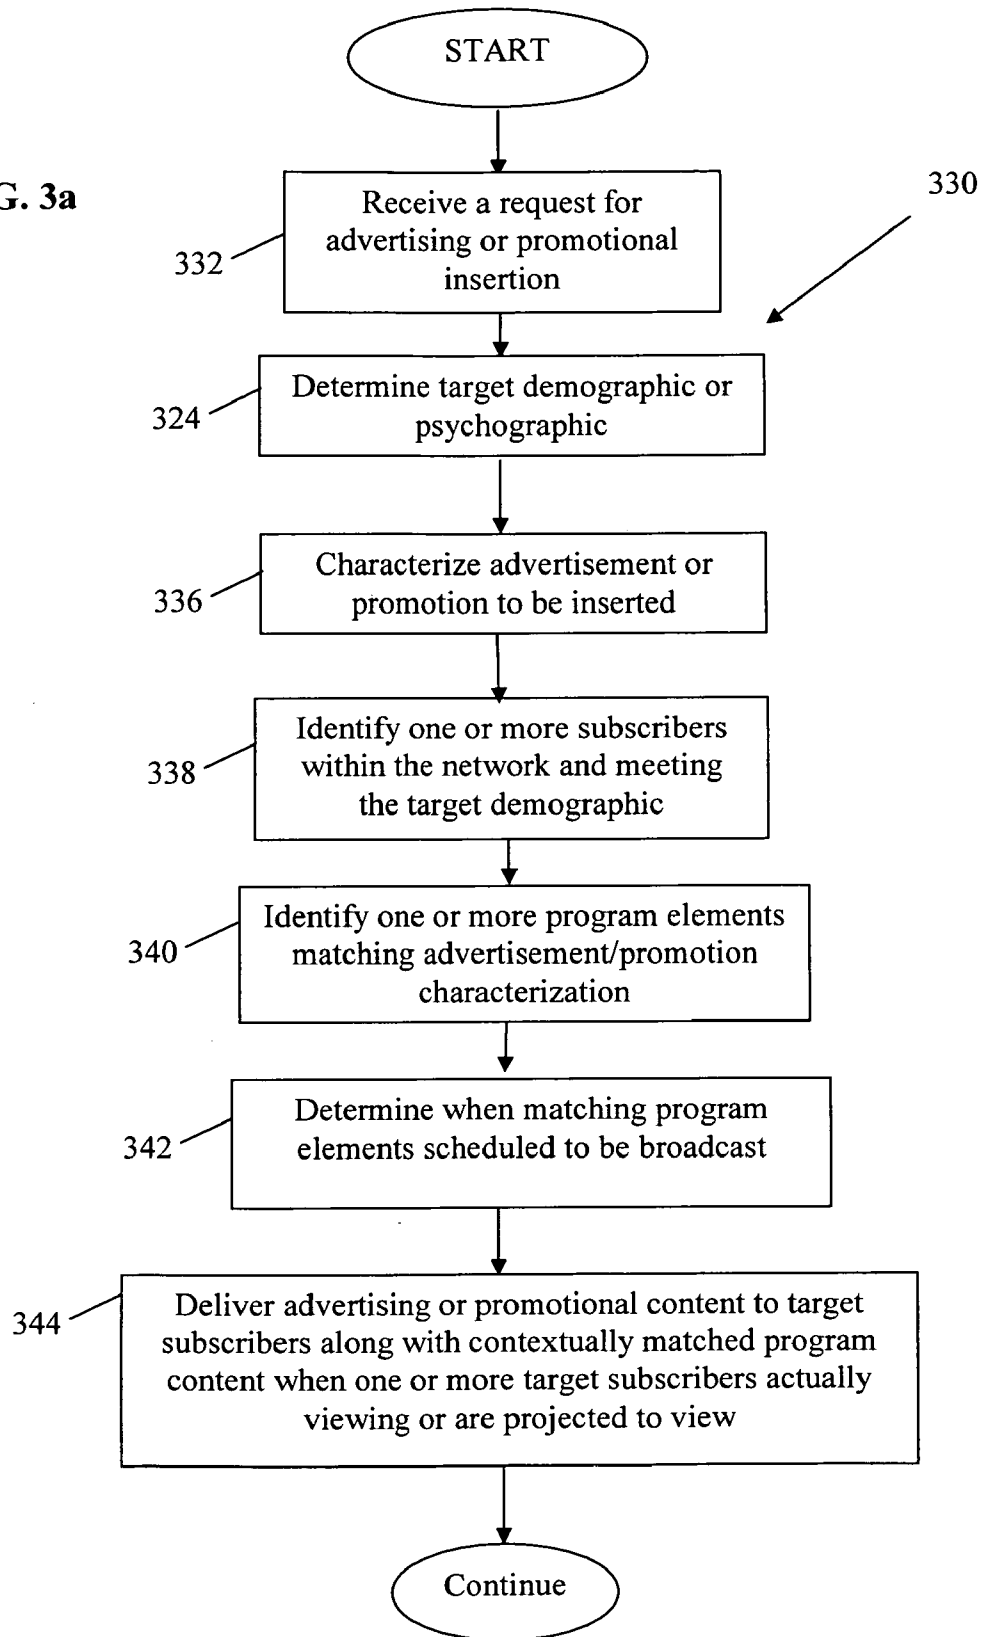 START
G. 3a
330
Receive a request for
advertising or promotional
insertion
332
Determine target demographic or
psychographic
324
Characterize advertisement or
promotion to be inserted
336
Identify one or more subscribers
within the network and meeting
the target demographic
338
Identify one or more program elements
matching advertisement/promotion
characterization
340
Determine when matching program
elements scheduled to be broadcast
342
Deliver advertising or promotional content to target
subscribers along with contextually matched program
content when one or more target subscribers actually
viewing or are projected to view
344
Continue